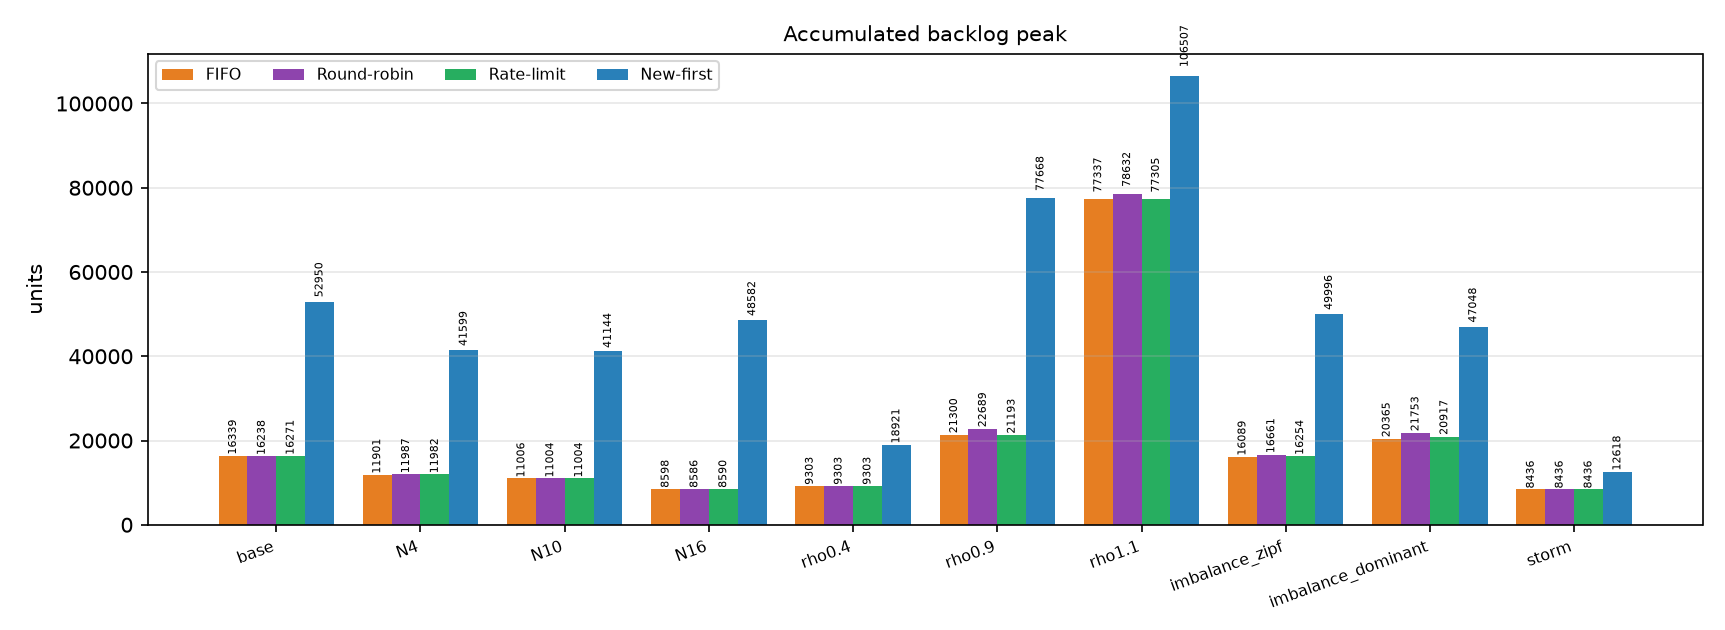 Accumulated backlog peak
FIFO Round-robin Rate-limit New-first
units
100000
80000
60000
40000
20000
0
16339 16238 16271 52950
11901 11987 11982 41599
11006 11004 11004 41144
8598 8586 8590 48582
9303 9303 9303 18921
21300 22689 21193 77668
77337 78632 77305 106507
16089 16661 16254 49996
20365 21753 20917 47048
8436 8436 8436 12618
base N4 N10 N16 rho0.4 rho0.9 rho1.1 imbalance_zipf imbalance_dominant storm